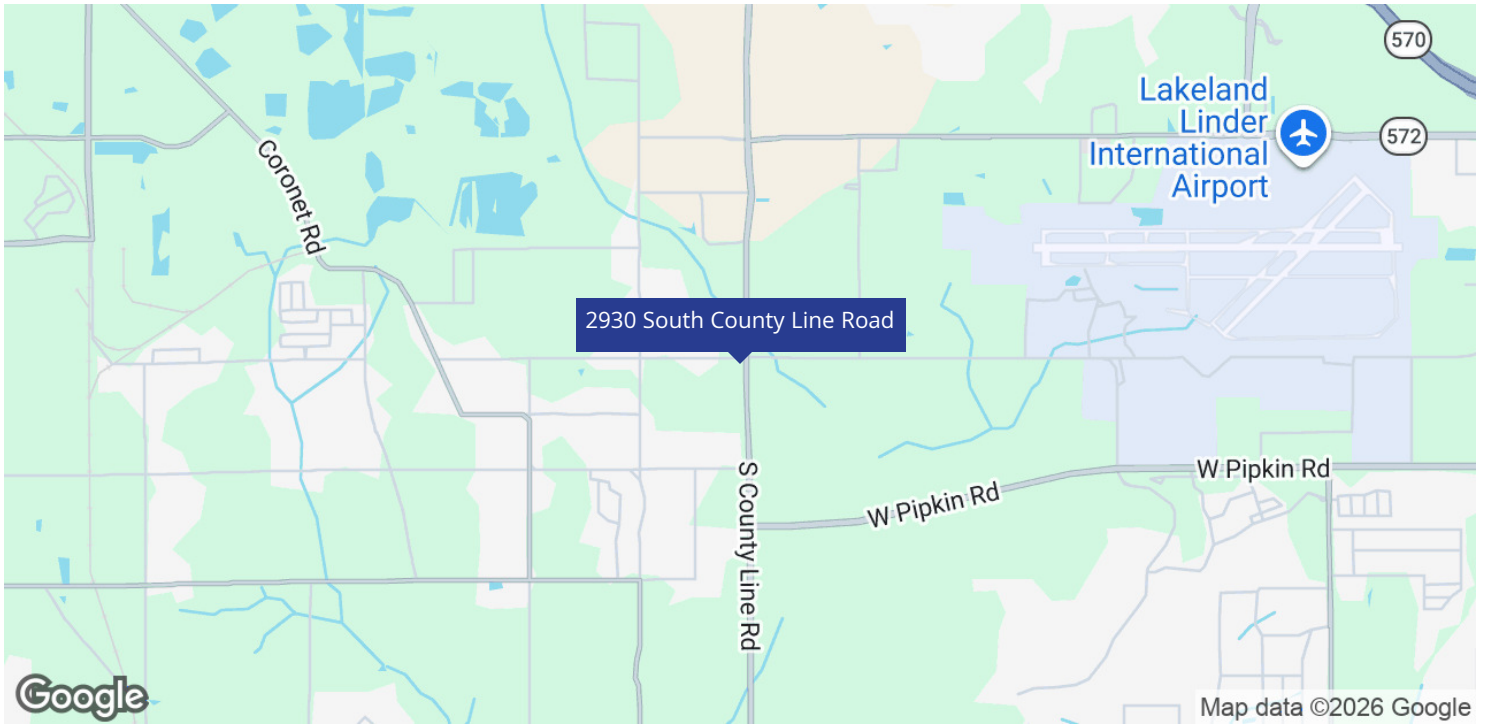 570
Lakeland
Linder
International
Airport
572
Coronet Rd
2930 South County Line Road
S County Line Rd
W Pipkin Rd
W Pipkin Rd
Google
Map data ©2026 Google